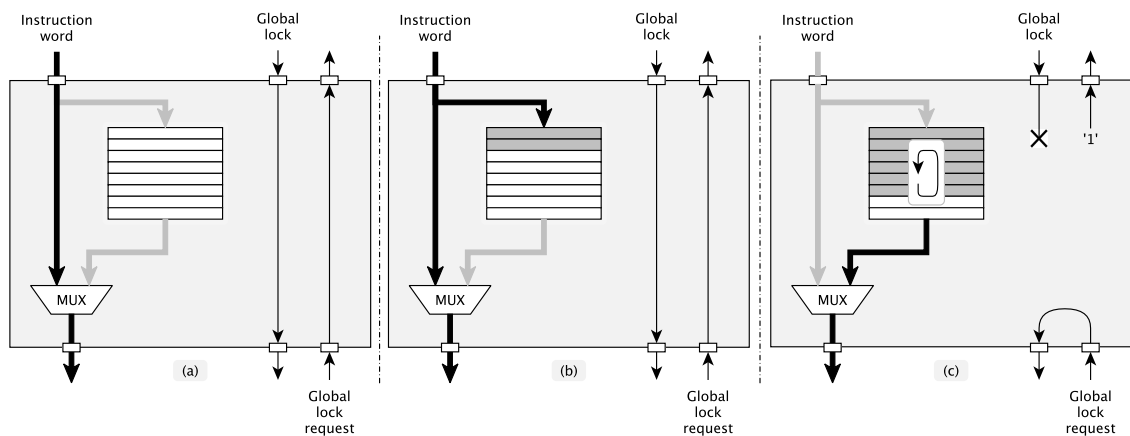 Instruction
word
Global
lock
MUX
(a)
Global
lock
request
Instruction
word
Global
lock
MUX
(b)
Global
lock
request
Instruction
word
Global
lock
'1'
MUX
(c)
Global
lock
request